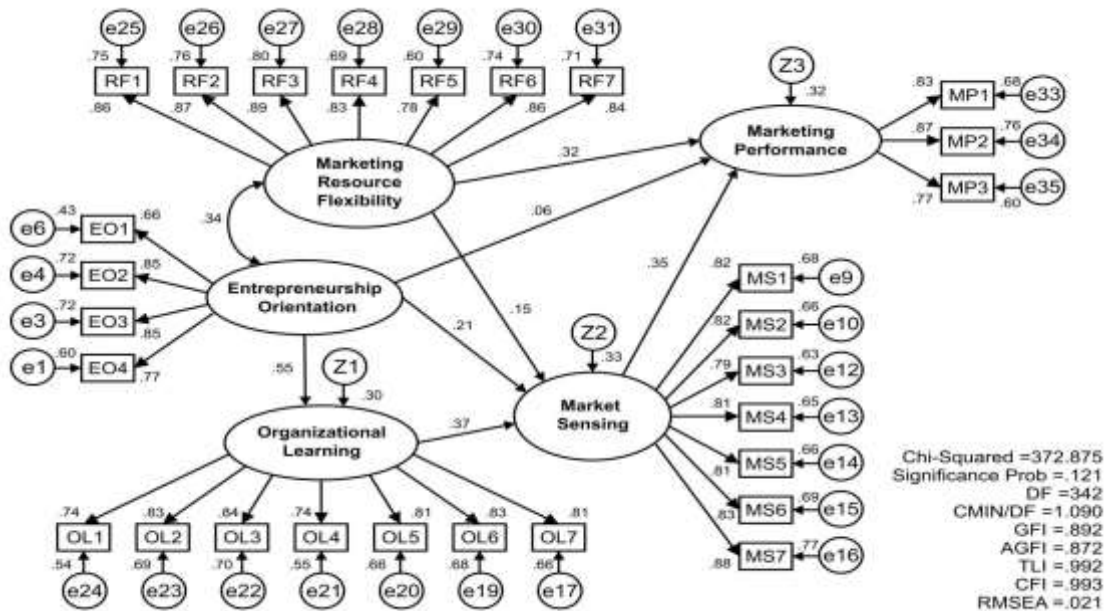 e25 e26 e27 e28 e29 e30 e31
.75 .76 .80 .69 .60 .74 .71
RF1 RF2 RF3 RF4 RF5 RF6 RF7
.86 .87 .89 .83 .78 .86 .84
Z3
.32
Marketing
Resource
Flexibility
Marketing
Performance
.83 MP1 .68 e33
.87 MP2 .76 e34
.77 MP3 .60 e35
.32
.06
.34
.35
.15
.21
.55
.37
e6 .43 EO1 .66
e4 .72 EO2 .85
e3 .72 EO3 .85
e1 .60 EO4 .77
Entrepreneurship
Orientation
Z1
.30
Z2
.33
Organizational
Learning
Market
Sensing
.82 MS1 .68 e9
.82 MS2 .66 e10
.79 MS3 .63 e12
.81 MS4 .65 e13
.81 MS5 .66 e14
.83 MS6 .69 e15
.88 MS7 .77 e16
.74 .83 .84 .74 .81 .83 .81
OL1 OL2 OL3 OL4 OL5 OL6 OL7
.54 .69 .70 .55 .68 .66
e24 e23 e22 e21 e20 e19 e17
Chi-Squared =372.875
Significance Prob =.121
DF =342
CMIN/DF =1.090
GFI =.892
AGFI =.872
TLI =.992
CFI =.993
RMSEA =.021